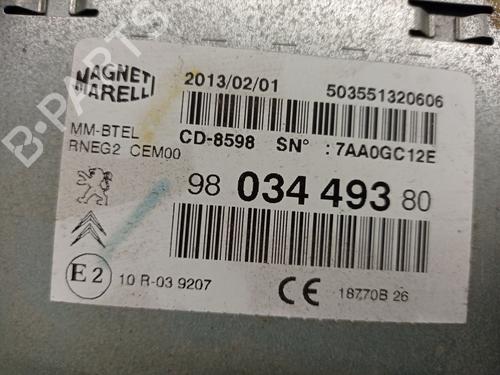 MAGNETI MARELLI
2013/02/01 503551320606
MM-BTEL CD-8598 SN° : 7AA0GC12E
RNEG2 CEM00
98 034 493 80
E2 10 R-03 9207 CE 18770B 26
B-PARTS